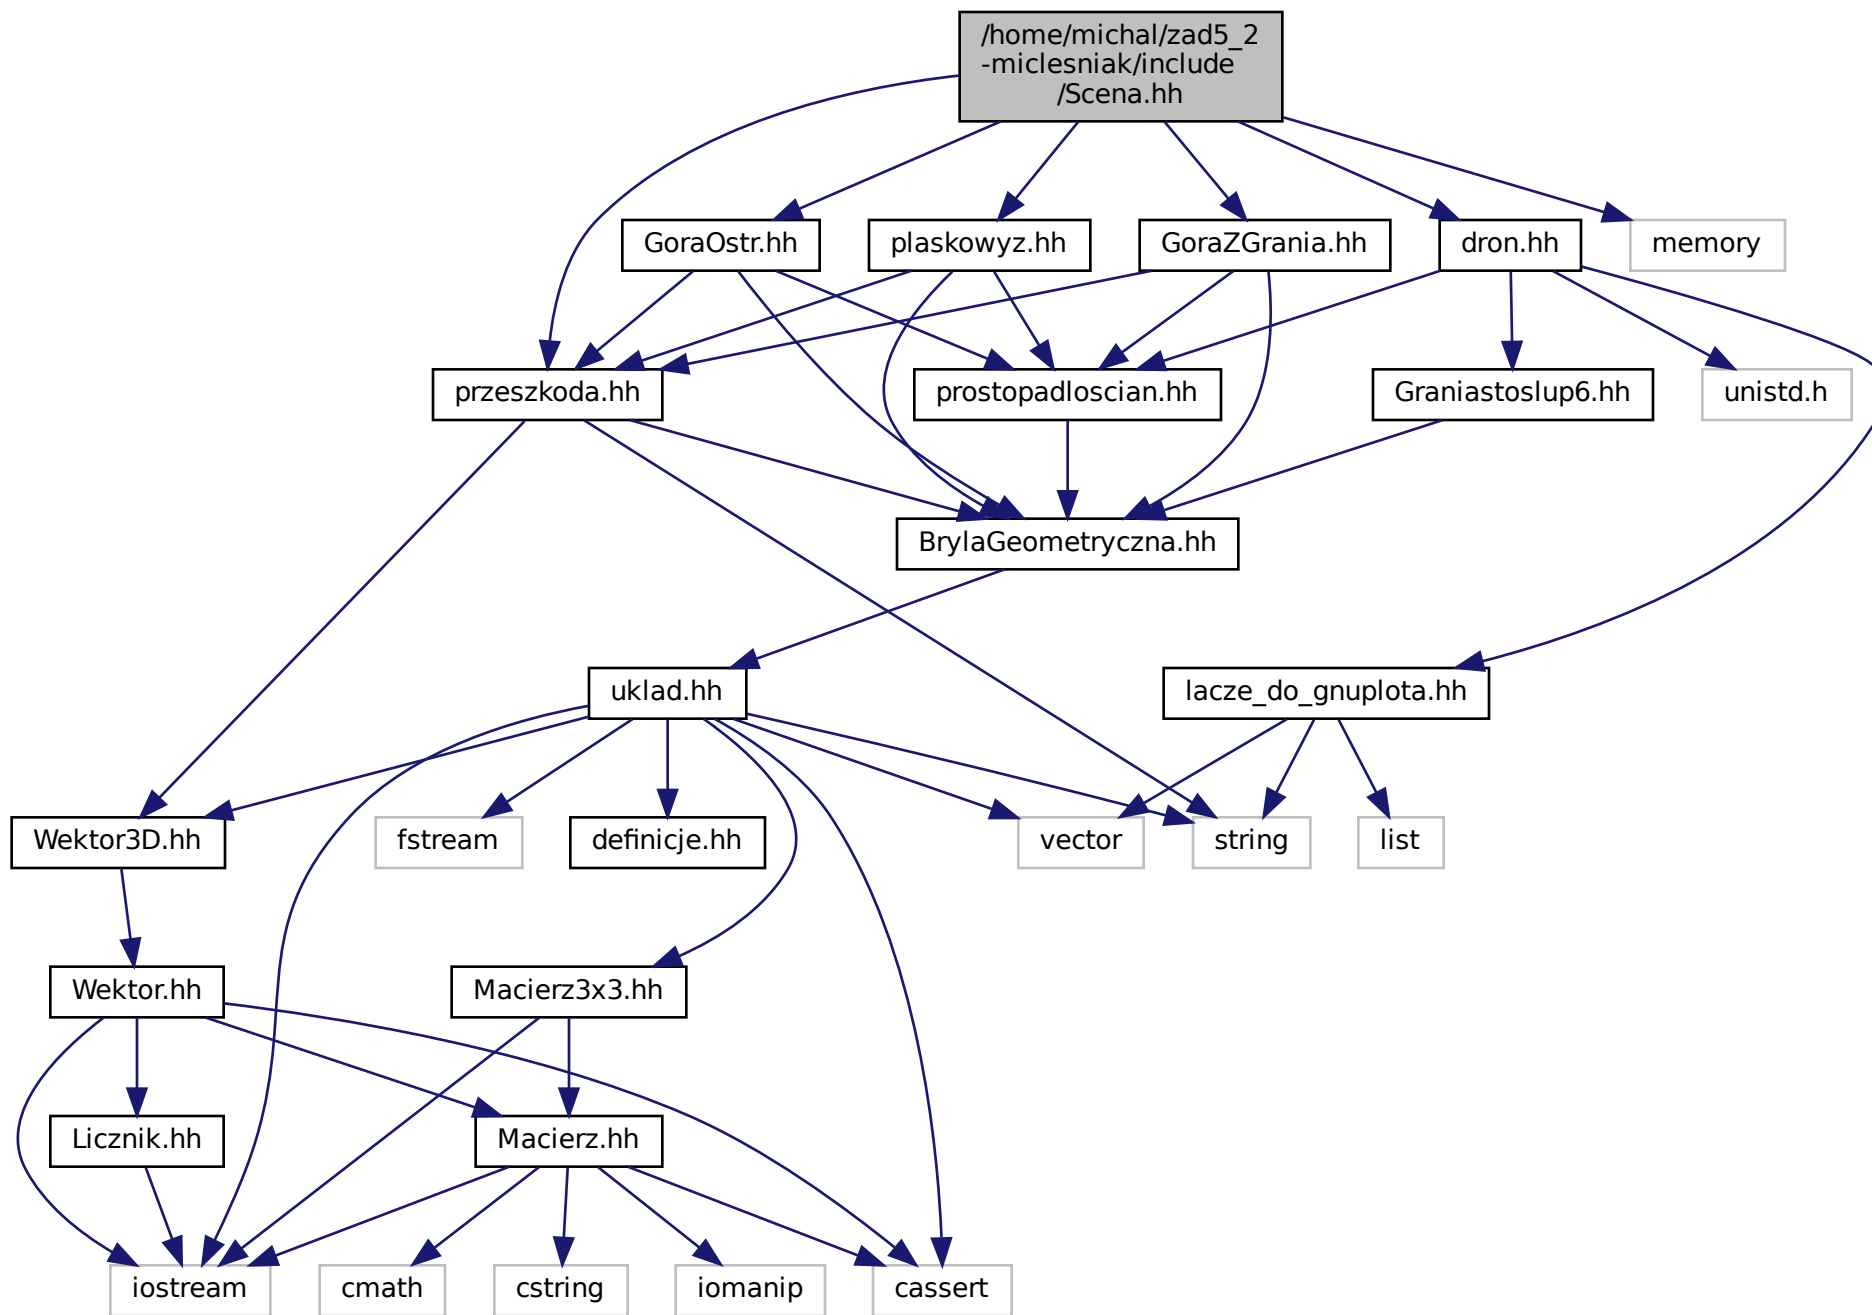 /home/michal/zad5_2
-miclesniak/include
/Scena.hh
GoraOstr.hh
plaskowyz.hh
GoraZGrania.hh
dron.hh
memory
przeszkoda.hh
prostopadloscian.hh
Graniastoslup6.hh
unistd.h
BrylaGeometryczna.hh
uklad.hh
lacze_do_gnuplota.hh
Wektor3D.hh
fstream
definicje.hh
vector
string
list
Wektor.hh
Macierz3x3.hh
Licznik.hh
Macierz.hh
iostream
cmath
cstring
iomanip
cassert